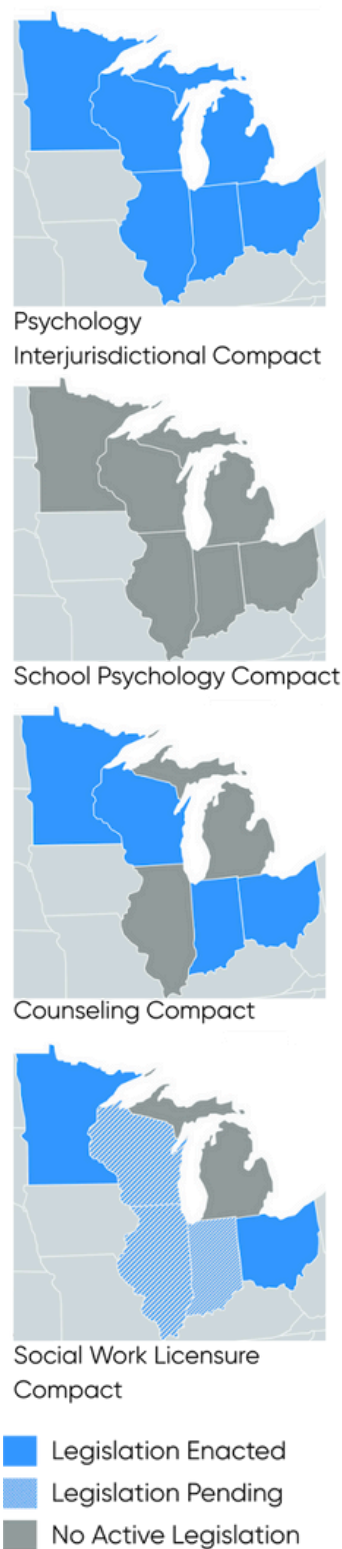 Psychology
Interjurisdictional Compact
School Psychology Compact
Counseling Compact
Social Work Licensure
Compact
Legislation Enacted
Legislation Pending
No Active Legislation